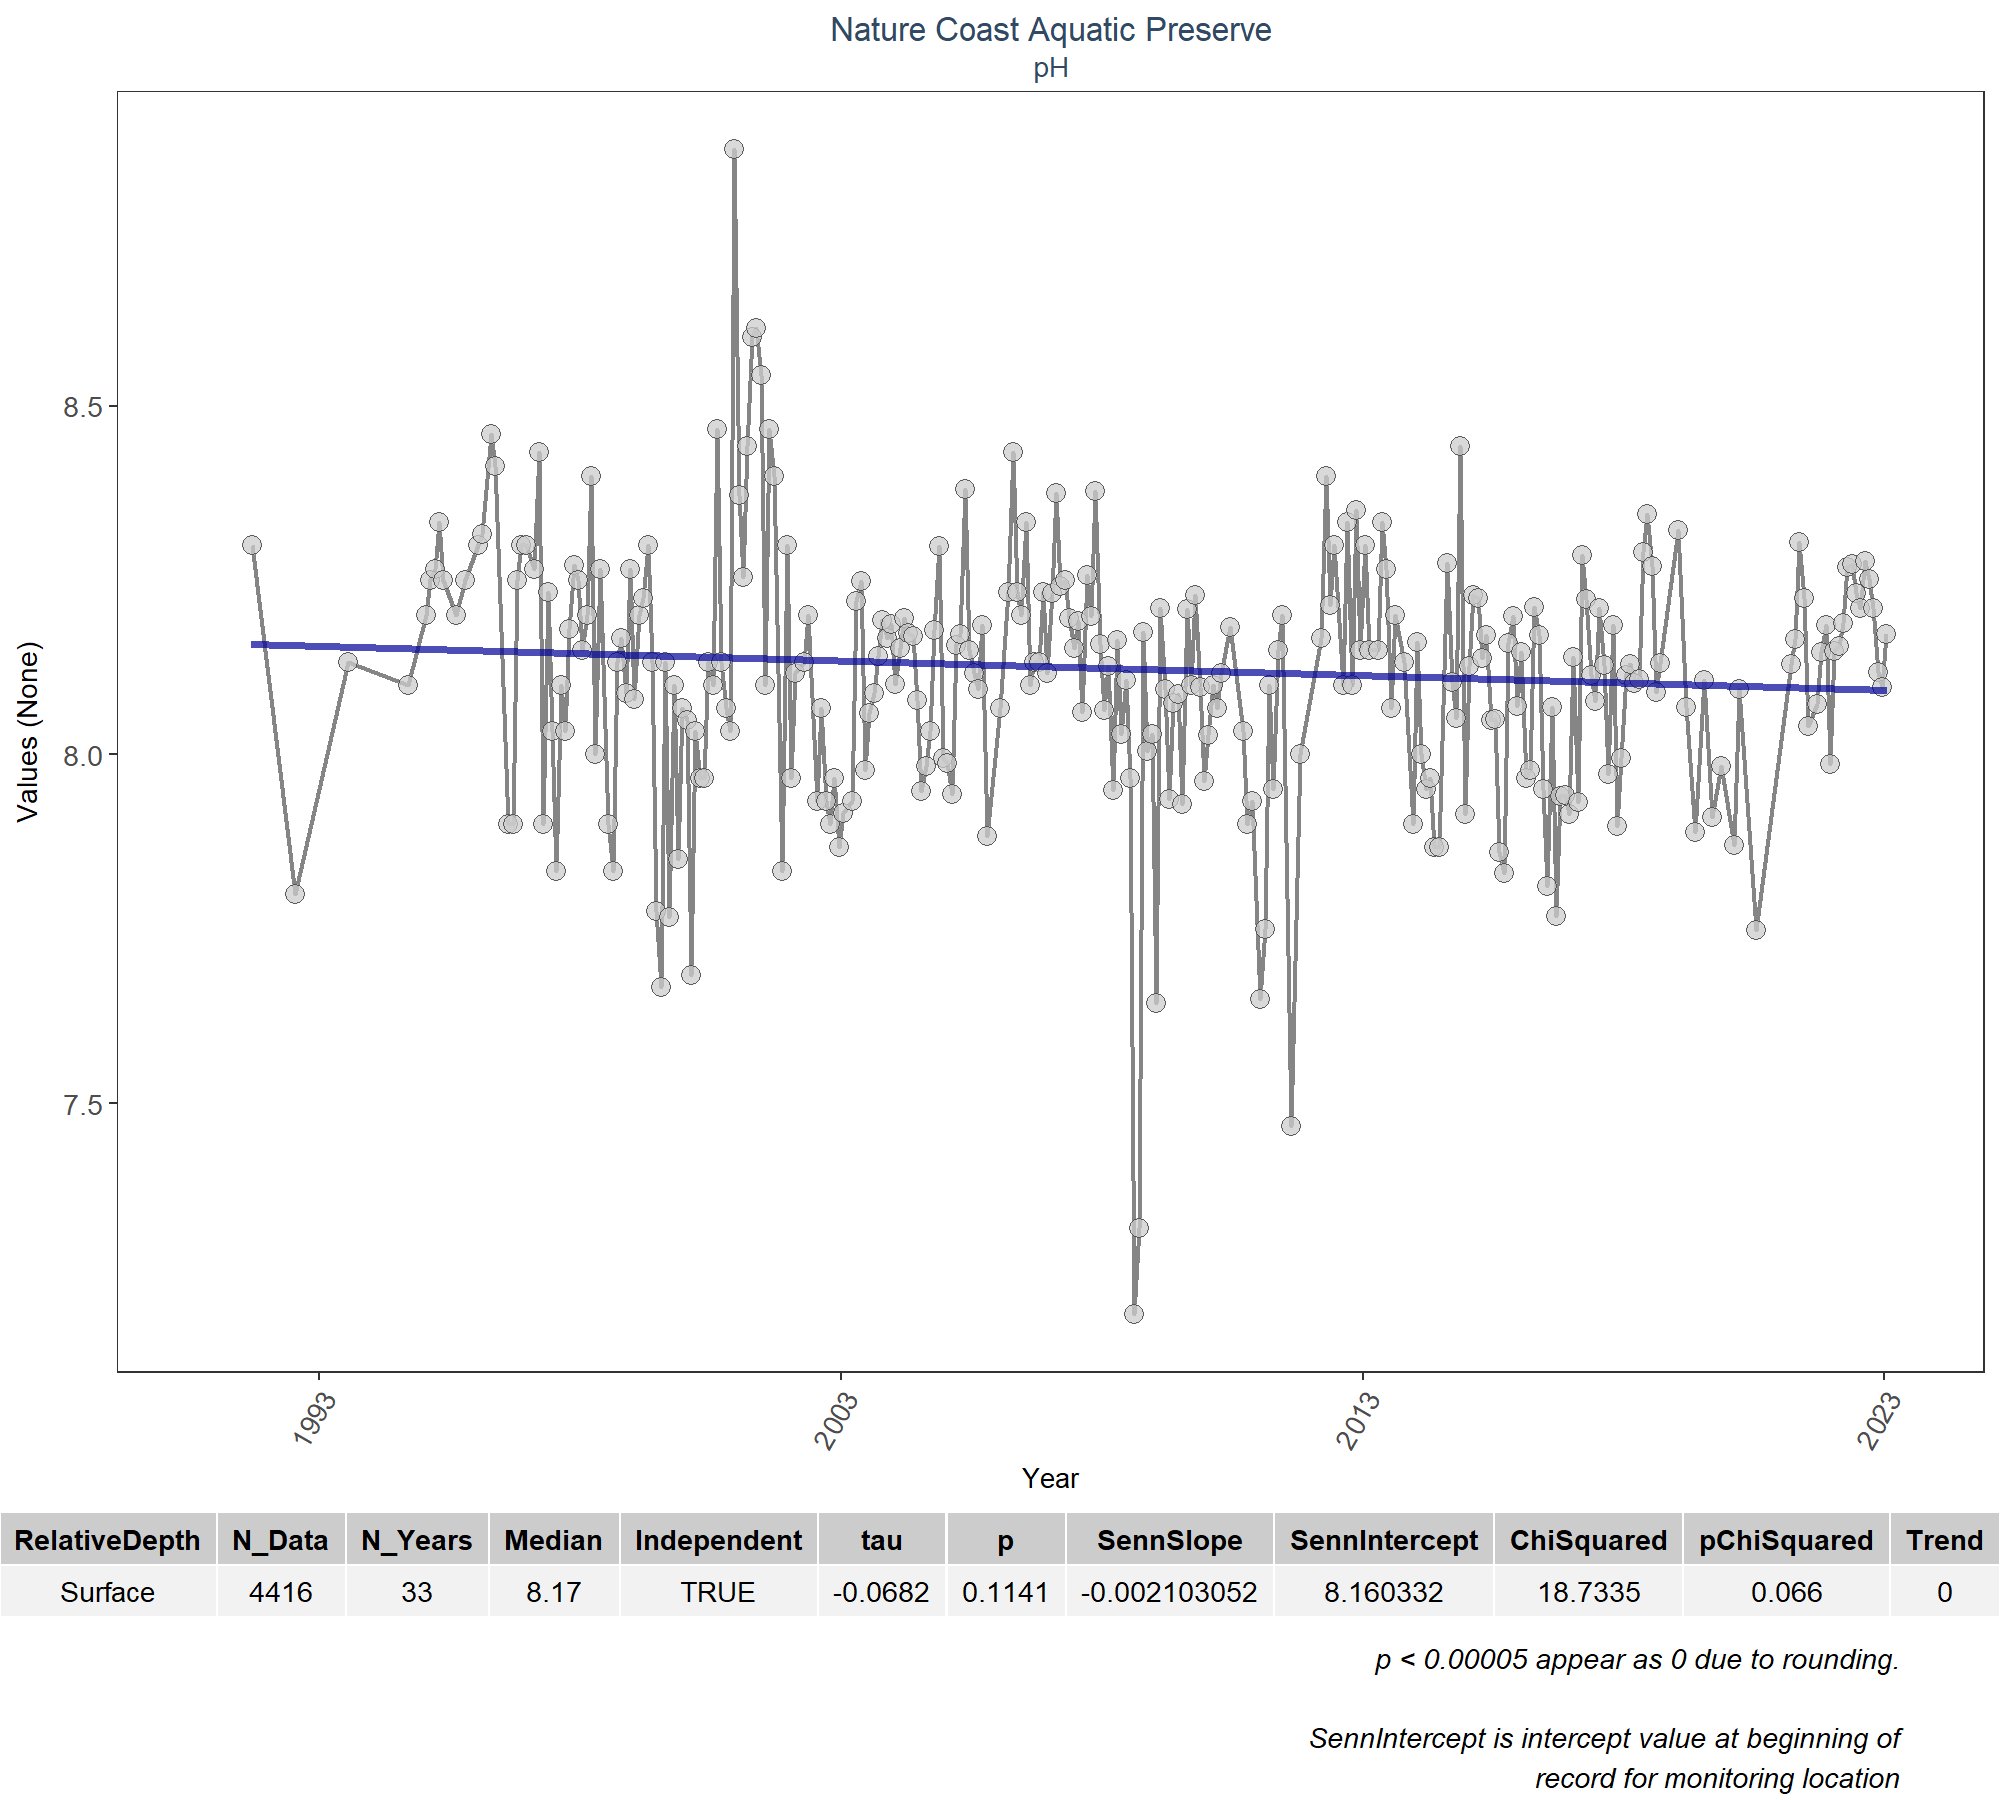 Nature Coast Aquatic Preserve
pH
Values (None)
8.5
8.0
7.5
1993 2003 2013 2023
Year
RelativeDepth N_Data N_Years Median Independent tau p SennSlope SennIntercept ChiSquared pChiSquared Trend
Surface 4416 33 8.17 TRUE -0.0682 0.1141 -0.002103052 8.160332 18.7335 0.066 0
p < 0.00005 appear as 0 due to rounding.
SennIntercept is intercept value at beginning of
record for monitoring location